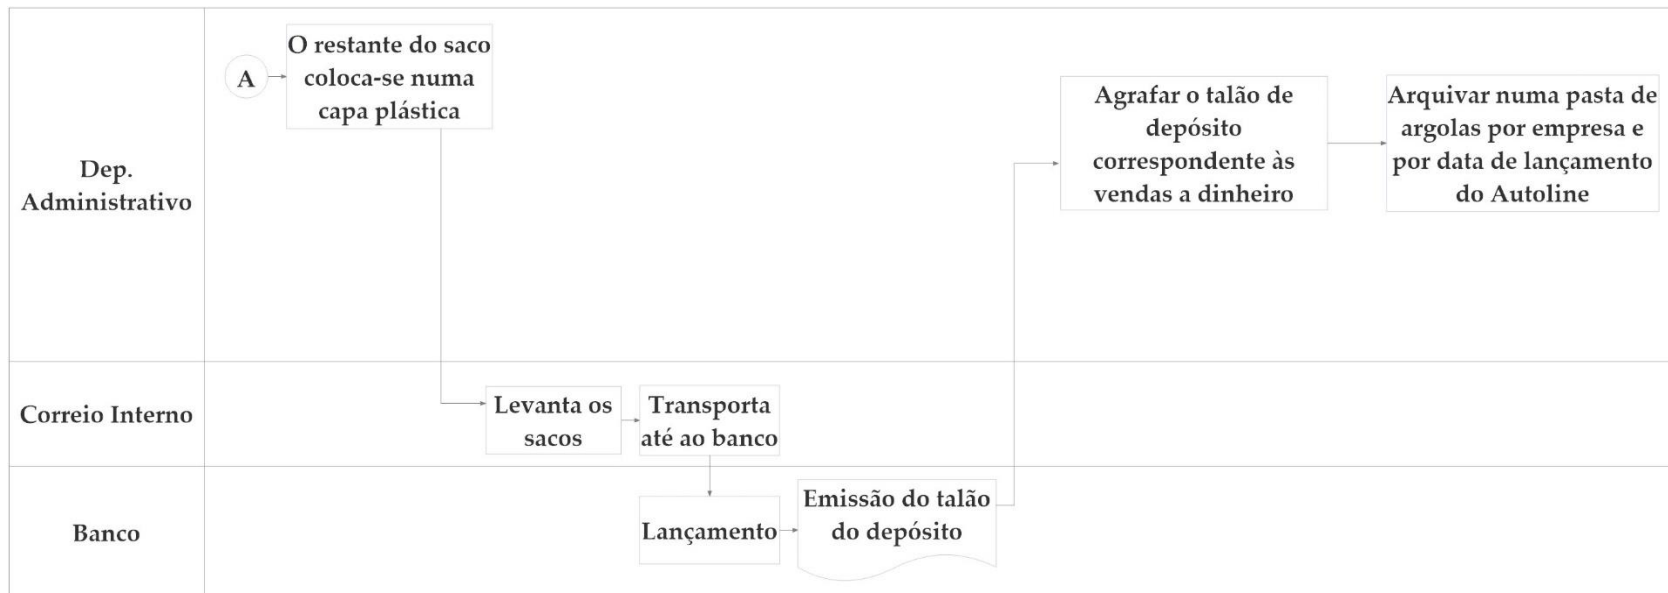 Dep.
Administrativo
A
O restante do saco
coloca-se numa
capa plástica
Agrafar o talão de
depósito
correspondente às
vendas a dinheiro
Arquivar numa pasta de
argolas por empresa e
por data de lançamento
do Autoline
Correio Interno
Levanta os
sacos
Transporta
até ao banco
Banco
Lançamento
Emissão do talão
do depósito